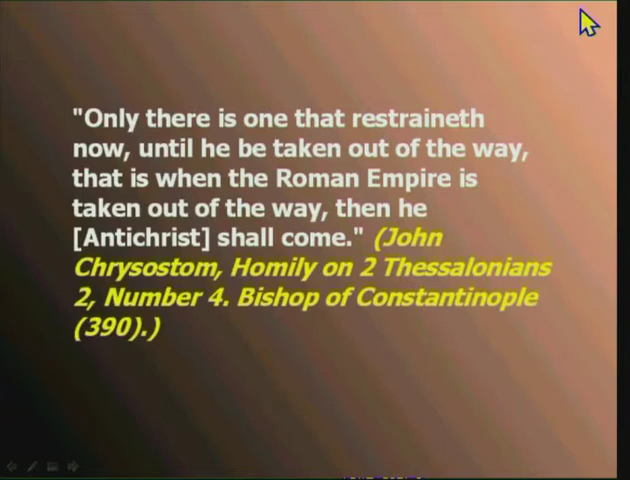 "Only there is one that restraineth
now, until he be taken out of the way,
that is when the Roman Empire is
taken out of the way, then he
[Antichrist] shall come." (John
Chrysostom, Homily on 2 Thessalonians
2, Number 4. Bishop of Constantinople
(390).)